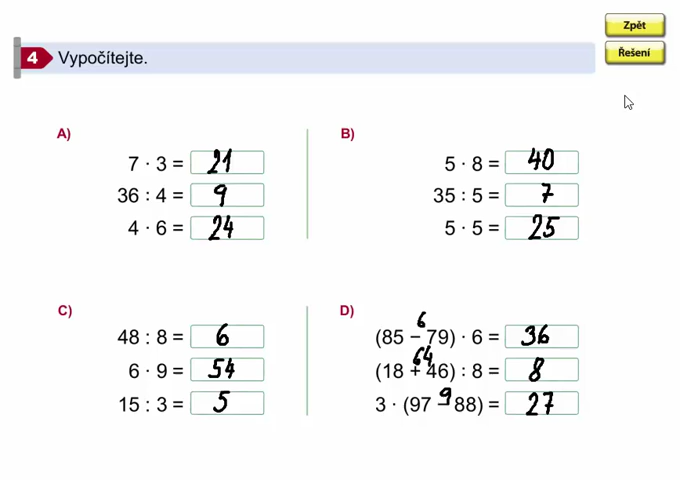 Zpět
4 Vypočítejte.
Řešení
A)
7 · 3 = 21
36 : 4 = 9
4 · 6 = 24
B)
5 · 8 = 40
35 : 5 = 7
5 · 5 = 25
C)
48 : 8 = 6
6 · 9 = 54
15 : 3 = 5
D)
6
(85 − 79) · 6 = 36
64
(18 + 46) : 8 = 8
9
3 · (97 − 88) = 27